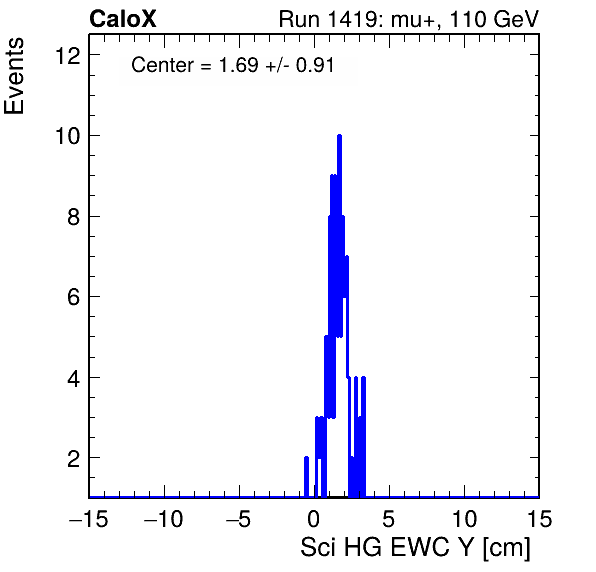 CaloX Run 1419: mu+, 110 GeV
Center = 1.69 +/- 0.91
Events
12
10
8
6
4
2
−15 −10 −5 0 5 10 15
Sci HG EWC Y [cm]